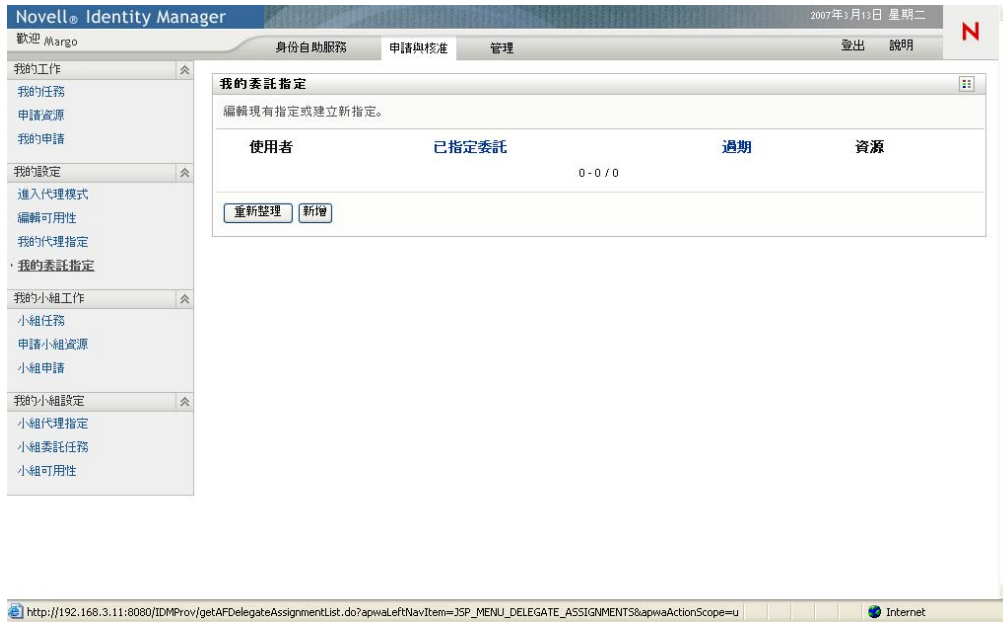 Novell® Identity Manager
2007年3月13日 星期二
歡迎 Margo
身份自助服務 申請與核准 管理
登出 說明
N
我的工作
我的任務
申請資源
我的申請
我的設定
進入代理模式
編輯可用性
我的代理指定
我的委託指定
我的小組工作
小組任務
申請小組資源
小組申請
我的小組設定
小組代理指定
小組委託任務
小組可用性
我的委託指定
編輯現有指定或建立新指定。
使用者 已指定委託 過期 資源
0 - 0 / 0
重新整理 新增
http://192.168.3.11:8080/IDMProv/getAFDelegateAssignmentList.do?apwaLeftNavItem=JSP_MENU_DELEGATE_ASSIGNMENTS&apwaActionScope=u
Internet